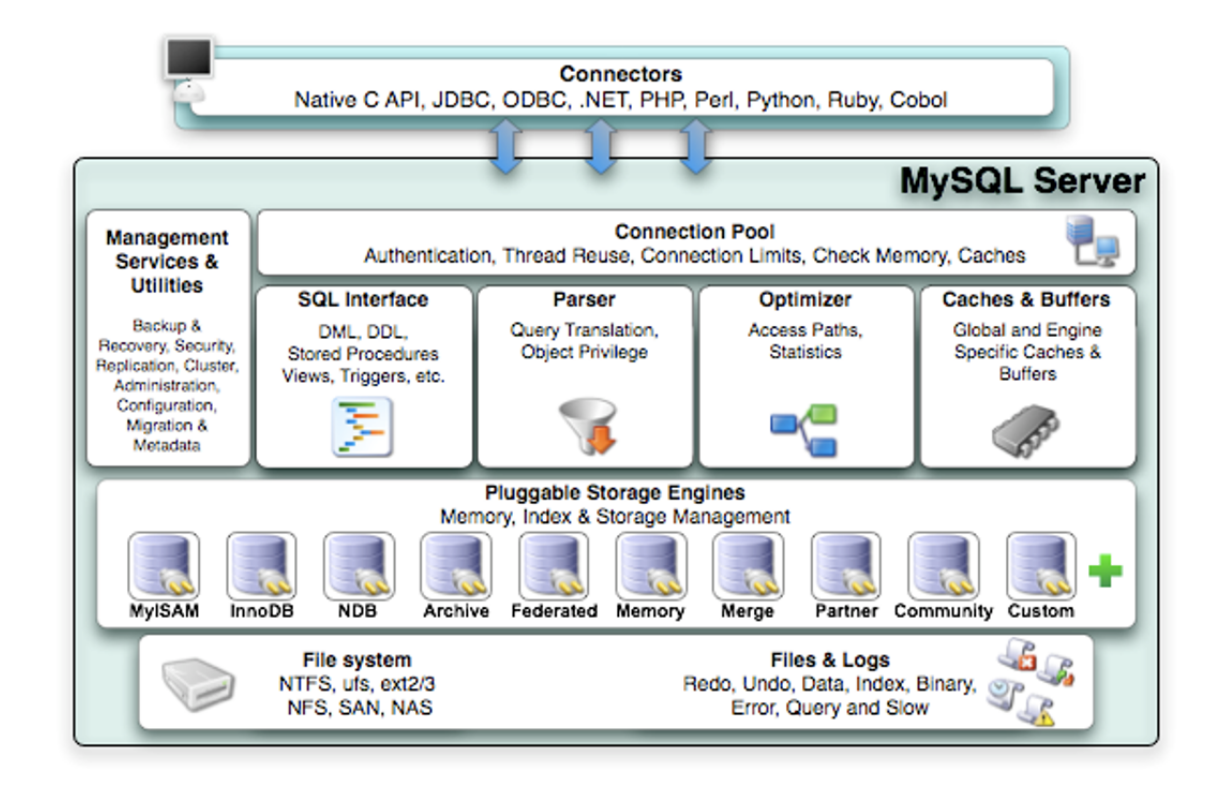 Connectors
Native C API, JDBC, ODBC, .NET, PHP, Perl, Python, Ruby, Cobol
MySQL Server
Management
Services &
Utilities
Backup &
Recovery, Security,
Replication, Cluster,
Administration,
Configuration,
Migration &
Metadata
Connection Pool
Authentication, Thread Reuse, Connection Limits, Check Memory, Caches
SQL Interface
DML, DDL,
Stored Procedures
Views, Triggers, etc.
Parser
Query Translation,
Object Privilege
Optimizer
Access Paths,
Statistics
Caches & Buffers
Global and Engine
Specific Caches &
Buffers
Pluggable Storage Engines
Memory, Index & Storage Management
MyISAM
InnoDB
NDB
Archive
Federated
Memory
Merge
Partner
Community
Custom
File system
NTFS, ufs, ext2/3
NFS, SAN, NAS
Files & Logs
Redo, Undo, Data, Index, Binary,
Error, Query and Slow